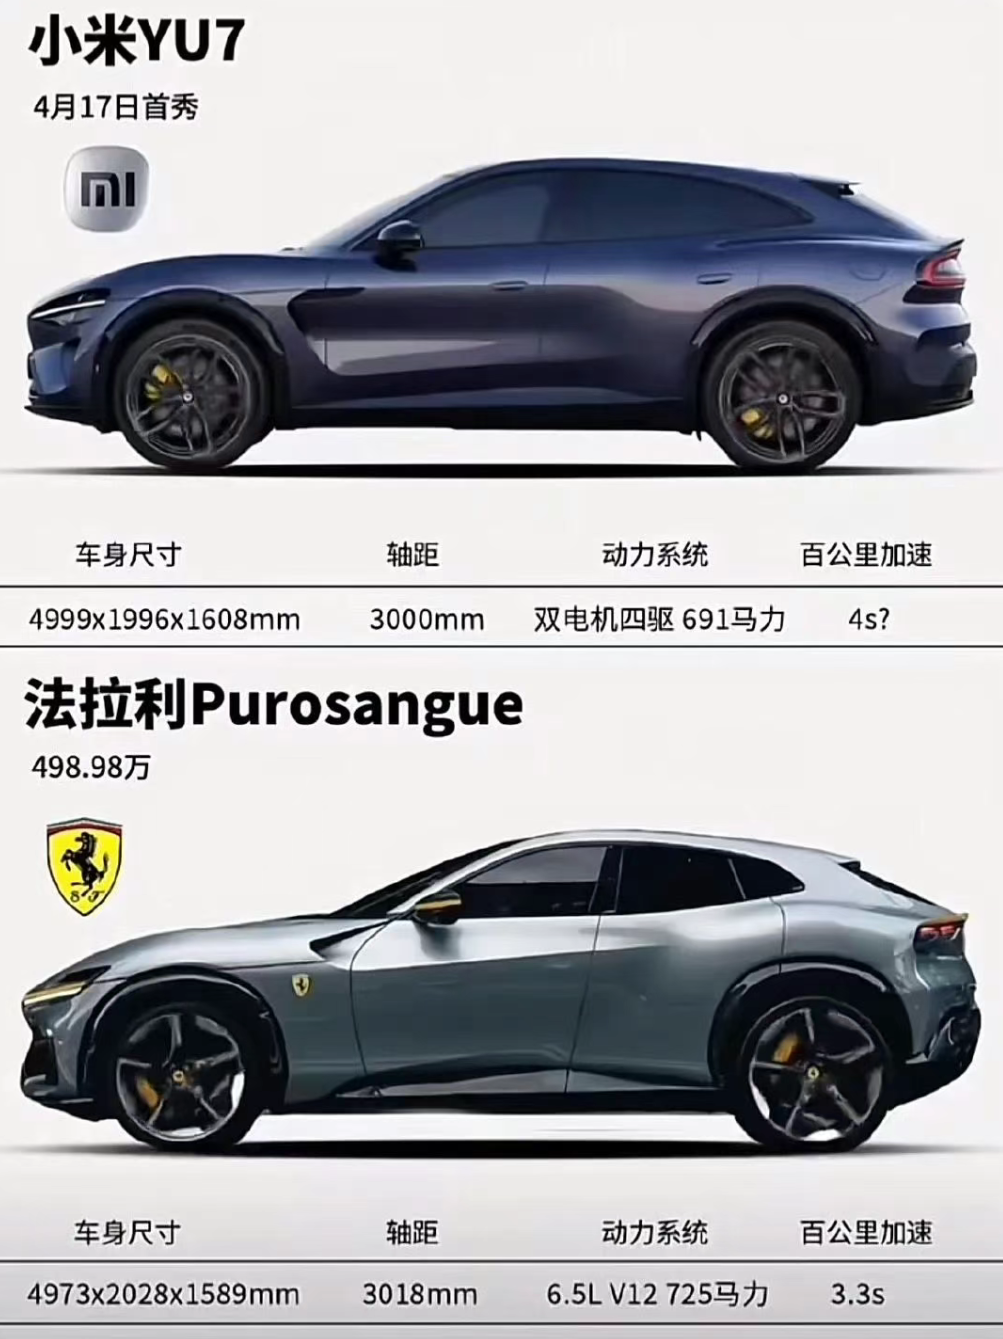 小米YU7
4月17日首秀
mi
车身尺寸 轴距 动力系统 百公里加速
4999x1996x1608mm 3000mm 双电机四驱 691马力 4s?
法拉利Purosangue
498.98万
S F
车身尺寸 轴距 动力系统 百公里加速
4973x2028x1589mm 3018mm 6.5L V12 725马力 3.3s